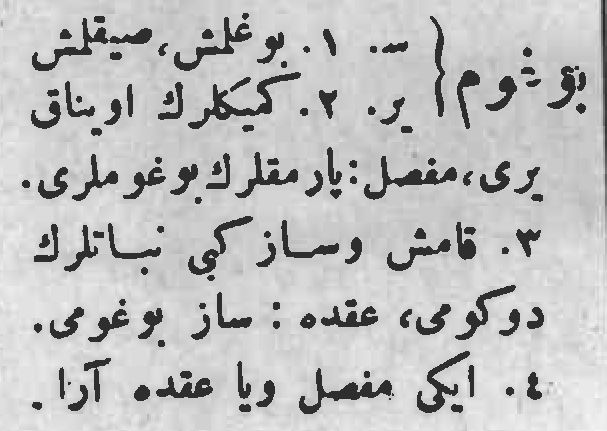 بوغوم { س. ١. بوغلمش، صيقلمش
ير. ٢. كميكلرك اويناق
يرى، مفصل: پارمقلرك بوغوملرى.
٣. قامش وساز كبى نباتلرك
دوكومى، عقده : ساز بوغومى.
٤. ايكى مفصل ويا عقده آرا.